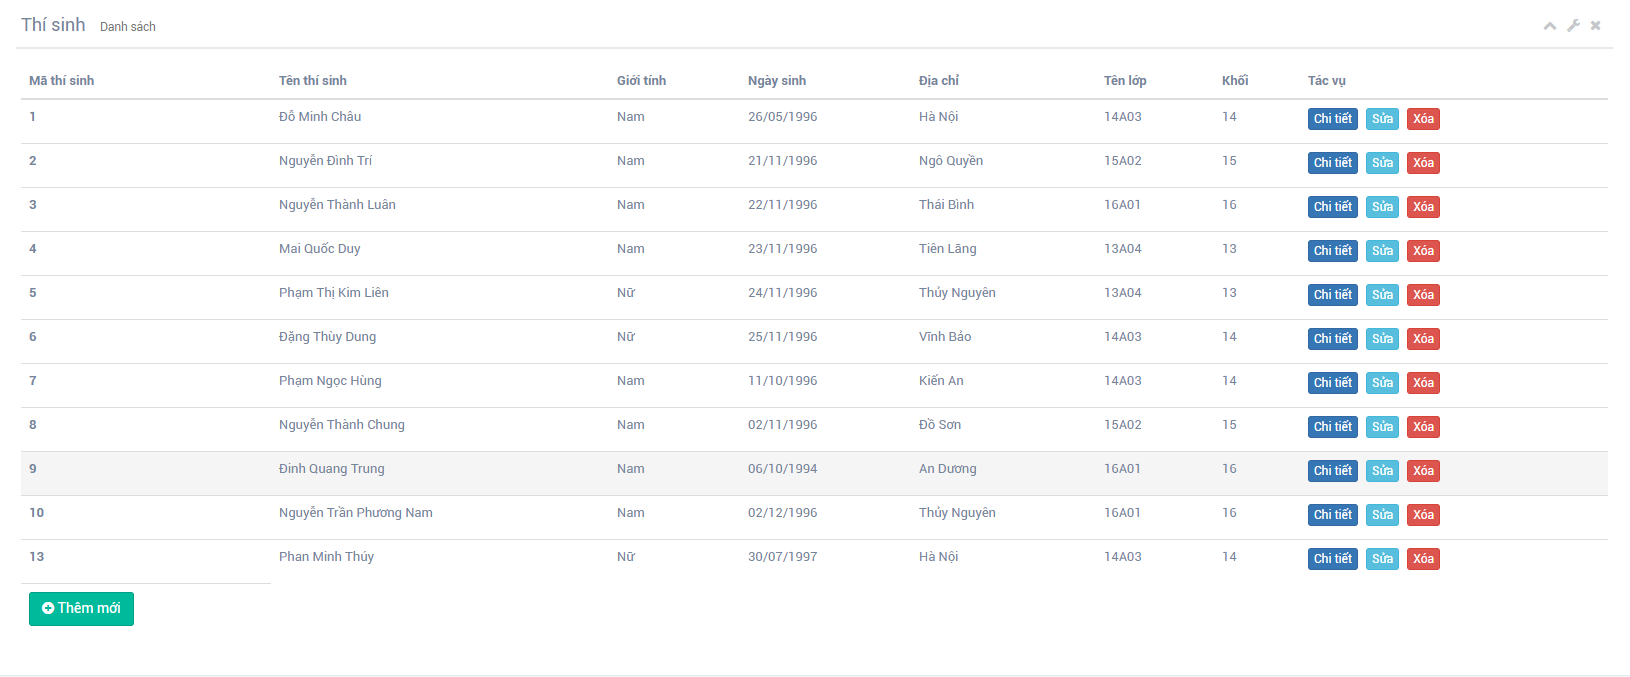 Thí sinh Danh sách
Mã thí sinh Tên thí sinh Giới tính Ngày sinh Địa chỉ Tên lớp Khối Tác vụ
1 Đỗ Minh Châu Nam 26/05/1996 Hà Nội 14A03 14 Chi tiết Sửa Xóa
2 Nguyễn Đình Trí Nam 21/11/1996 Ngô Quyền 15A02 15 Chi tiết Sửa Xóa
3 Nguyễn Thành Luân Nam 22/11/1996 Thái Bình 16A01 16 Chi tiết Sửa Xóa
4 Mai Quốc Duy Nam 23/11/1996 Tiên Lãng 13A04 13 Chi tiết Sửa Xóa
5 Phạm Thị Kim Liên Nữ 24/11/1996 Thủy Nguyên 13A04 13 Chi tiết Sửa Xóa
6 Đặng Thùy Dung Nữ 25/11/1996 Vĩnh Bảo 14A03 14 Chi tiết Sửa Xóa
7 Phạm Ngọc Hùng Nam 11/10/1996 Kiến An 14A03 14 Chi tiết Sửa Xóa
8 Nguyễn Thành Chung Nam 02/11/1996 Đồ Sơn 15A02 15 Chi tiết Sửa Xóa
9 Đinh Quang Trung Nam 06/10/1994 An Dương 16A01 16 Chi tiết Sửa Xóa
10 Nguyễn Trần Phương Nam Nam 02/12/1996 Thủy Nguyên 16A01 16 Chi tiết Sửa Xóa
13 Phan Minh Thúy Nữ 30/07/1997 Hà Nội 14A03 14 Chi tiết Sửa Xóa
Thêm mới